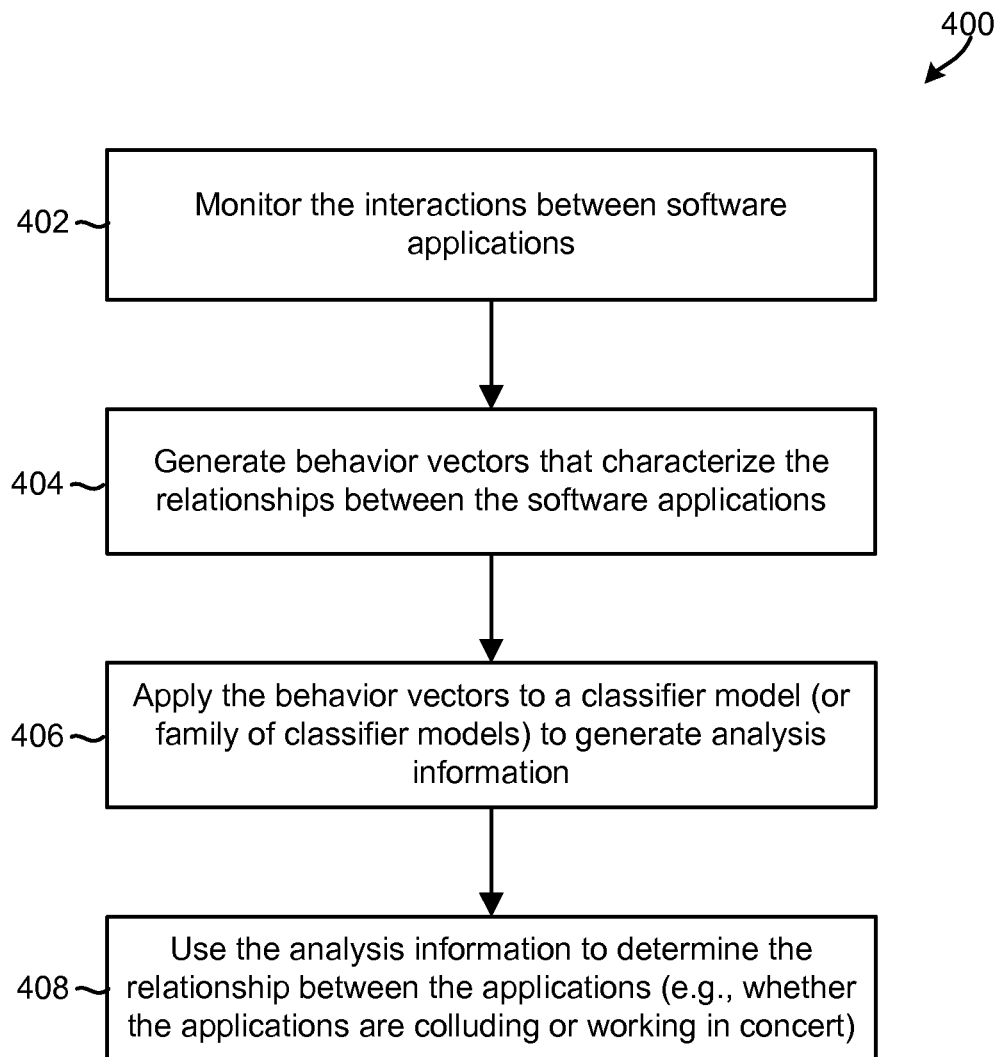 400
402
Monitor the interactions between software
applications
404
Generate behavior vectors that characterize the
relationships between the software applications
406
Apply the behavior vectors to a classifier model (or
family of classifier models) to generate analysis
information
408
Use the analysis information to determine the
relationship between the applications (e.g., whether
the applications are colluding or working in concert)